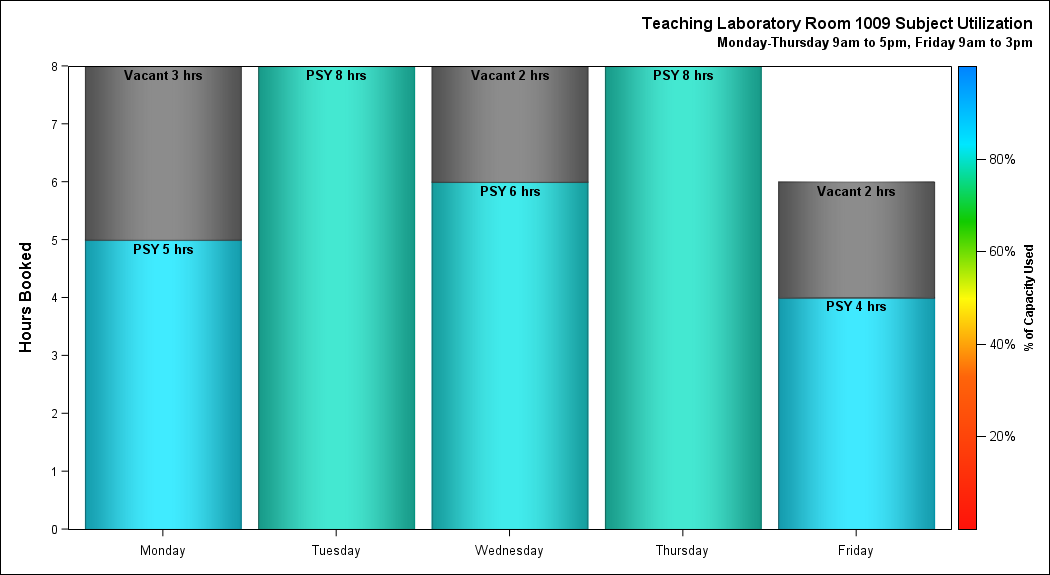 Teaching Laboratory Room 1009 Subject Utilization
Monday-Thursday 9am to 5pm, Friday 9am to 3pm
Hours Booked
8
7
6
5
4
3
2
1
0
Vacant 3 hrs
PSY 5 hrs
PSY 8 hrs
Vacant 2 hrs
PSY 6 hrs
PSY 8 hrs
Vacant 2 hrs
PSY 4 hrs
Monday
Tuesday
Wednesday
Thursday
Friday
80%
60%
40%
20%
% of Capacity Used